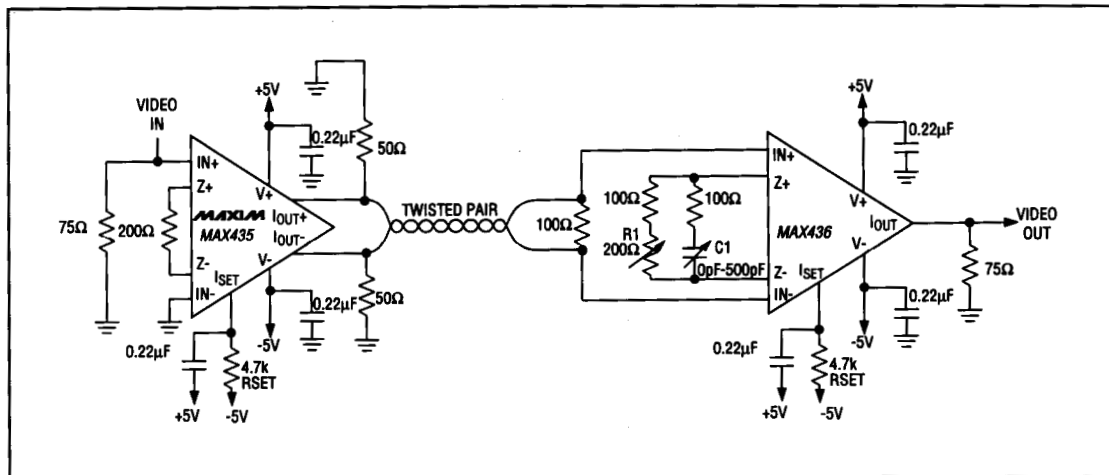 VIDEO
IN
+5V
0.22µF
50Ω
IN+
Z+
V+
IOUT+
IOUT-
V-
ISET
Z-
IN-
MAXIM
MAX435
75Ω
200Ω
0.22µF
50Ω
-5V
0.22µF
4.7k
RSET
+5V
-5V
TWISTED PAIR
100Ω
100Ω
100Ω
R1
200Ω
C1
0pF-500pF
+5V
0.22µF
IN+
Z+
V+
IOUT
V-
ISET
Z-
IN-
MAX436
VIDEO
OUT
75Ω
0.22µF
-5V
0.22µF
4.7k
RSET
+5V
-5V